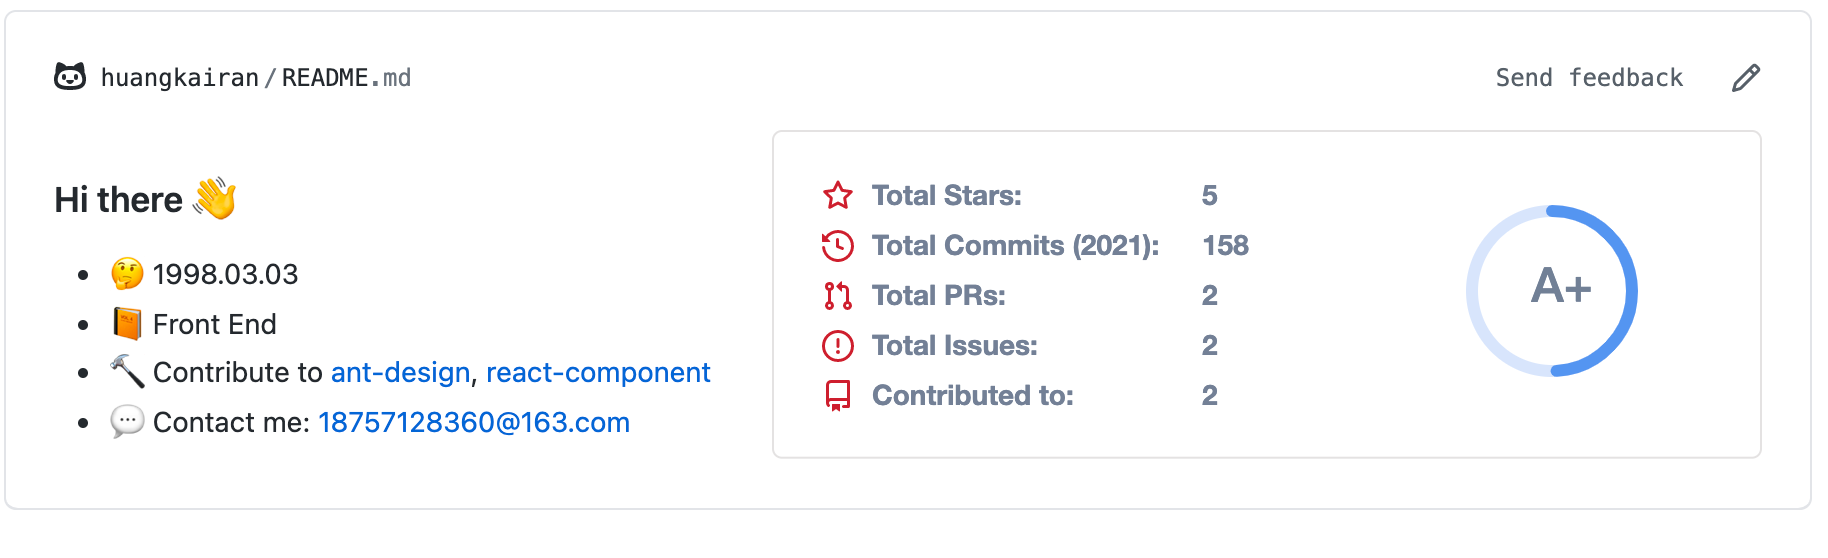 huangkairan/README.md
Send feedback
Hi there 👋
🤔 1998.03.03
📙 Front End
🔨 Contribute to ant-design, react-component
💬 Contact me: 18757128360@163.com
Total Stars: 5
Total Commits (2021): 158
Total PRs: 2
Total Issues: 2
Contributed to: 2
A+